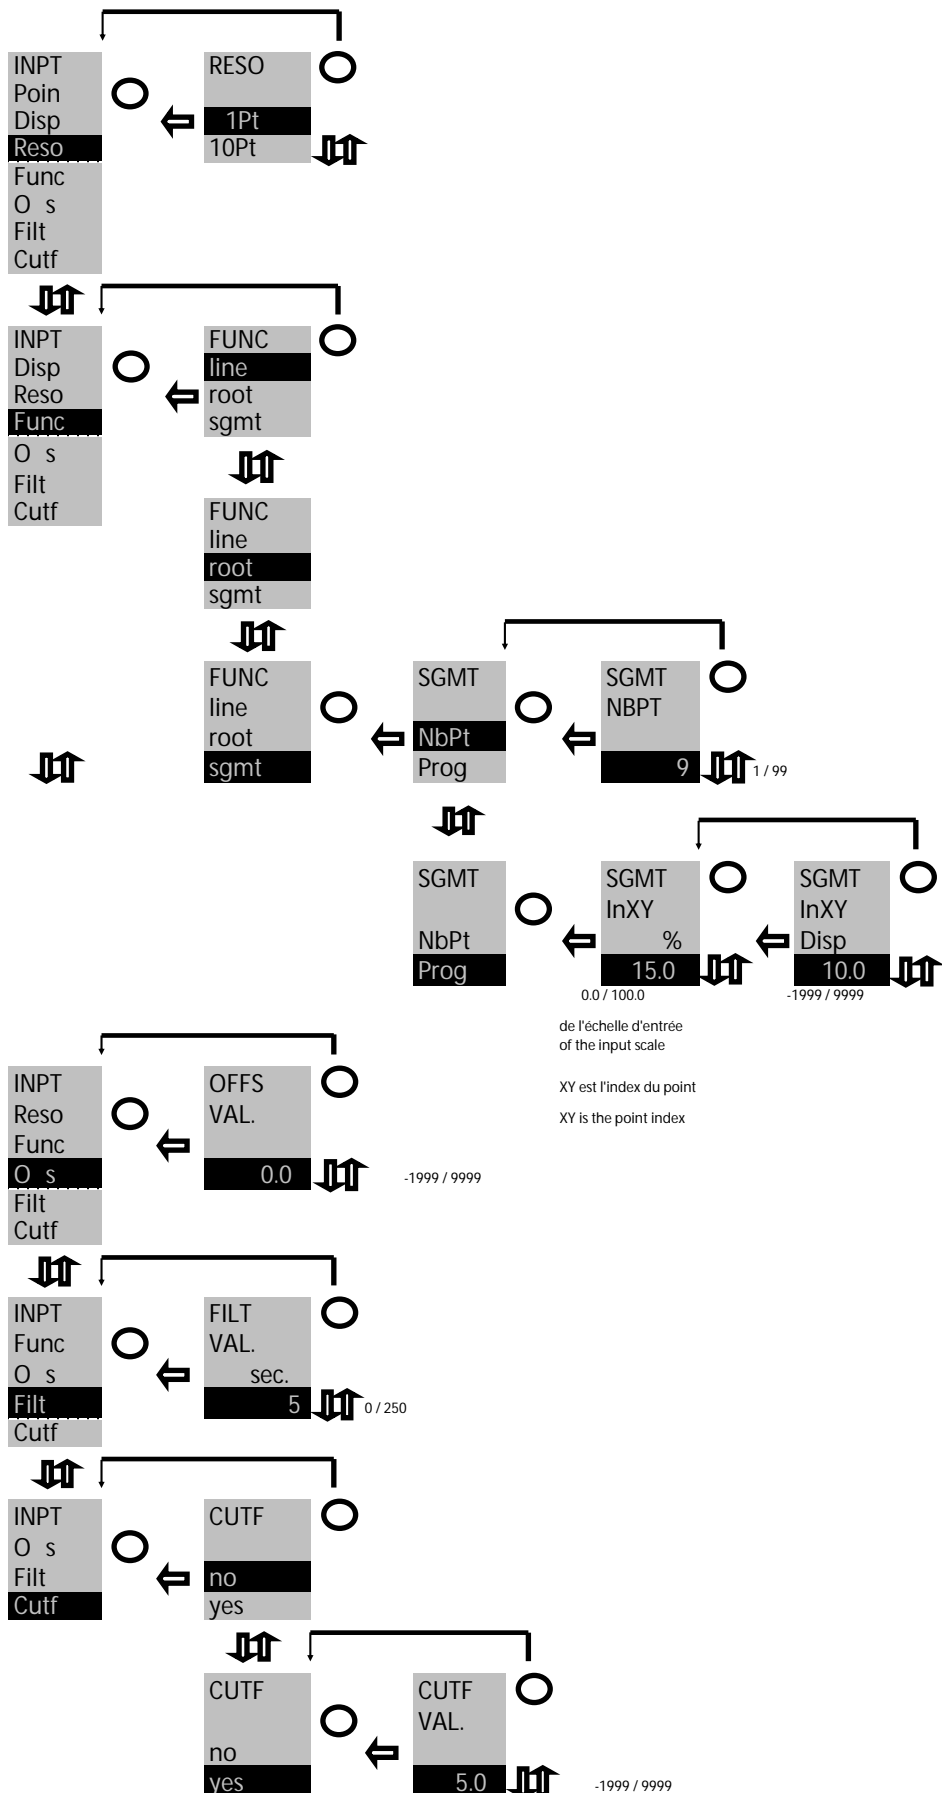 INPT
Poin
Disp
Reso
Func
O s
Filt
Cutf
RESO
1Pt
10Pt
INPT
Disp
Reso
Func
O s
Filt
Cutf
FUNC
line
root
sgmt
FUNC
line
root
sgmt
FUNC
line
root
sgmt
SGMT
NbPt
Prog
SGMT
NBPT
9
1 / 99
SGMT
NbPt
Prog
SGMT
InXY
%
15.0
0.0 / 100.0
SGMT
InXY
Disp
10.0
-1999 / 9999
de l'échelle d'entrée
of the input scale
XY est l'index du point
XY is the point index
INPT
Reso
Func
O s
Filt
Cutf
OFFS
VAL.
0.0
-1999 / 9999
INPT
Func
O s
Filt
Cutf
FILT
VAL.
sec.
5
0 / 250
INPT
O s
Filt
Cutf
CUTF
no
yes
CUTF
no
yes
CUTF
VAL.
5.0
-1999 / 9999